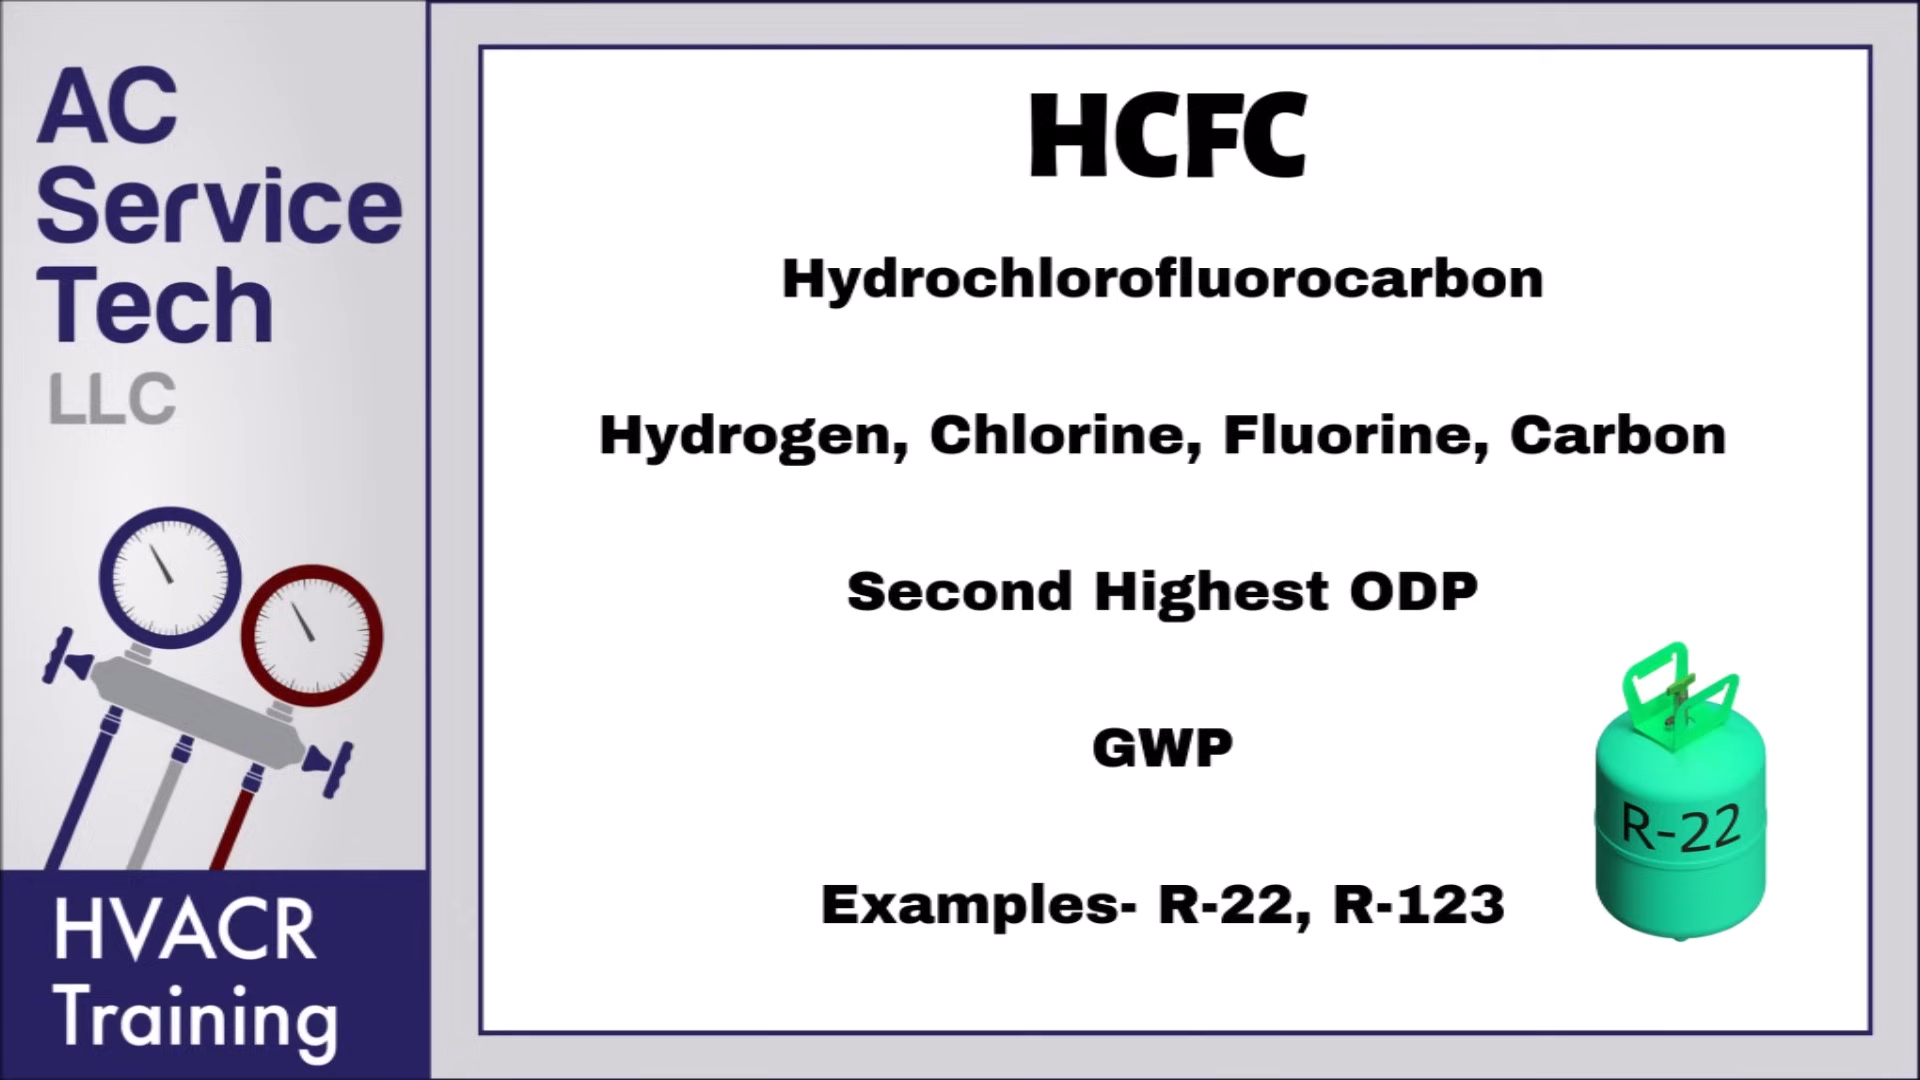 AC
Service
Tech
LLC
HVACR
Training
HCFC
Hydrochlorofluorocarbon
Hydrogen, Chlorine, Fluorine, Carbon
Second Highest ODP
GWP
Examples- R-22, R-123
R-22